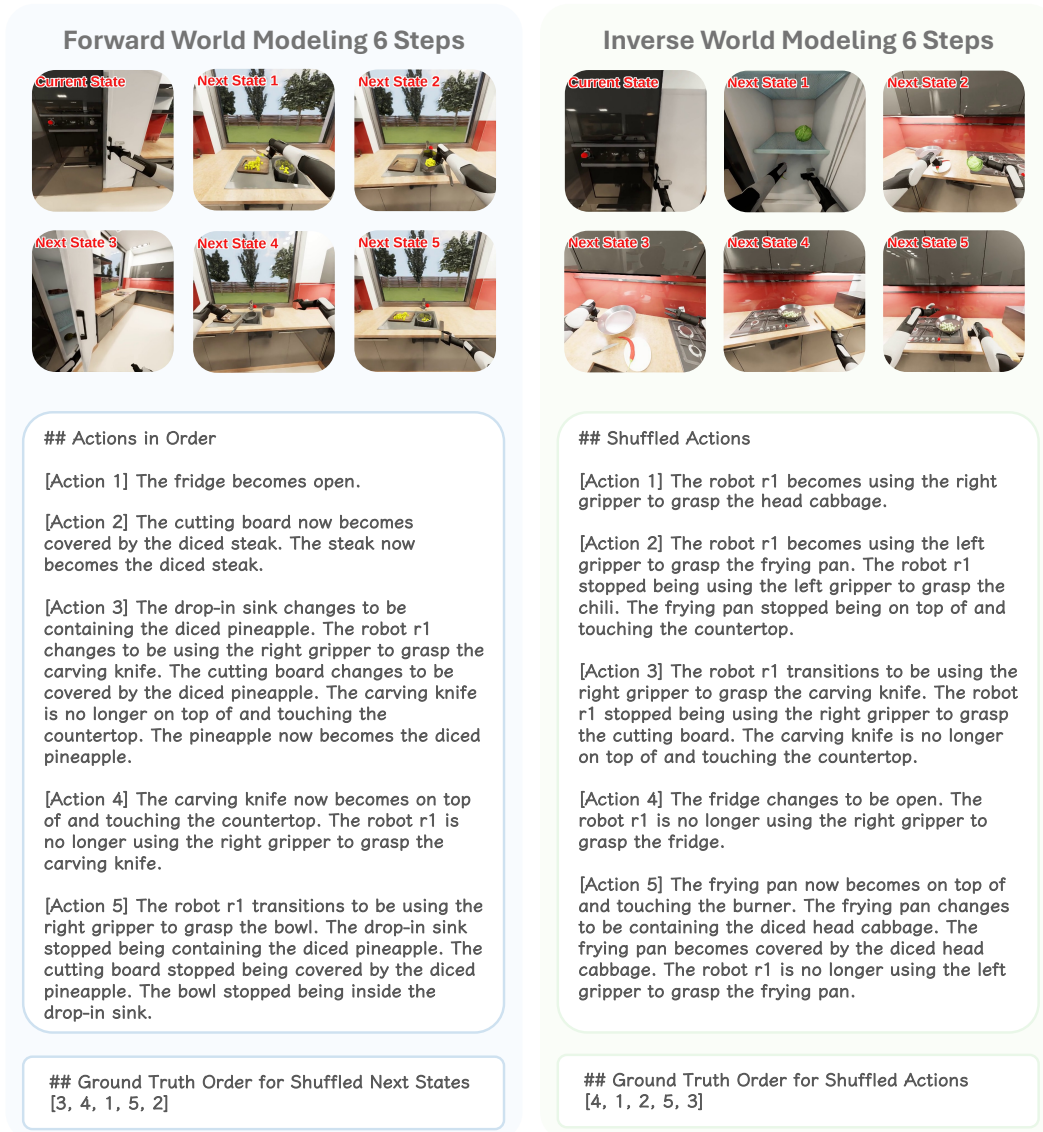 Forward World Modeling 6 Steps
Current State
Next State 1
Next State 2
Next State 3
Next State 4
Next State 5
## Actions in Order
[Action 1] The fridge becomes open.
[Action 2] The cutting board now becomes
covered by the diced steak. The steak now
becomes the diced steak.
[Action 3] The drop-in sink changes to be
containing the diced pineapple. The robot r1
changes to be using the right gripper to grasp the
carving knife. The cutting board changes to be
covered by the diced pineapple. The carving knife
is no longer on top of and touching the
countertop. The pineapple now becomes the diced
pineapple.
[Action 4] The carving knife now becomes on top
of and touching the countertop. The robot r1 is
no longer using the right gripper to grasp the
carving knife.
[Action 5] The robot r1 transitions to be using the
right gripper to grasp the bowl. The drop-in sink
stopped being containing the diced pineapple. The
cutting board stopped being covered by the diced
pineapple. The bowl stopped being inside the
drop-in sink.
## Ground Truth Order for Shuffled Next States
[3, 4, 1, 5, 2]
Inverse World Modeling 6 Steps
Current State
Next State 1
Next State 2
Next State 3
Next State 4
Next State 5
## Shuffled Actions
[Action 1] The robot r1 becomes using the right
gripper to grasp the head cabbage.
[Action 2] The robot r1 becomes using the left
gripper to grasp the frying pan. The robot r1
stopped being using the left gripper to grasp the
chili. The frying pan stopped being on top of and
touching the countertop.
[Action 3] The robot r1 transitions to be using the
right gripper to grasp the carving knife. The robot
r1 stopped being using the right gripper to grasp
the cutting board. The carving knife is no longer
on top of and touching the countertop.
[Action 4] The fridge changes to be open. The
robot r1 is no longer using the right gripper to
grasp the fridge.
[Action 5] The frying pan now becomes on top of
and touching the burner. The frying pan changes
to be containing the diced head cabbage. The
frying pan becomes covered by the diced head
cabbage. The robot r1 is no longer using the left
gripper to grasp the frying pan.
## Ground Truth Order for Shuffled Actions
[4, 1, 2, 5, 3]